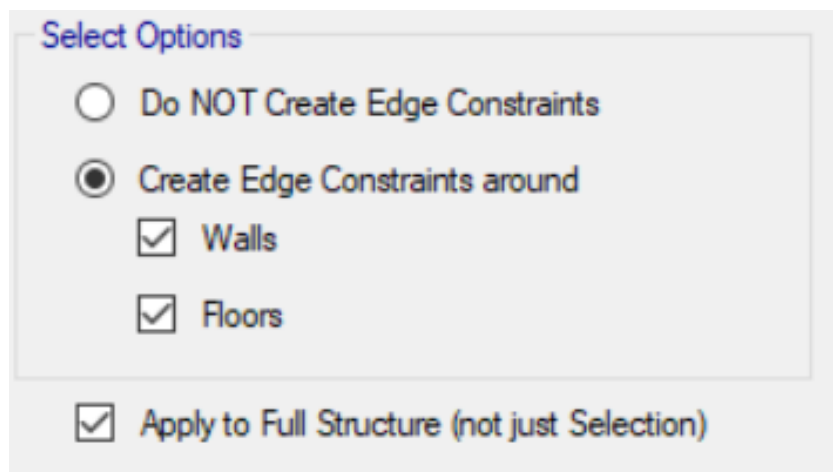 Select Options
Do NOT Create Edge Constraints
Create Edge Constraints around
Walls
Floors
Apply to Full Structure (not just Selection)